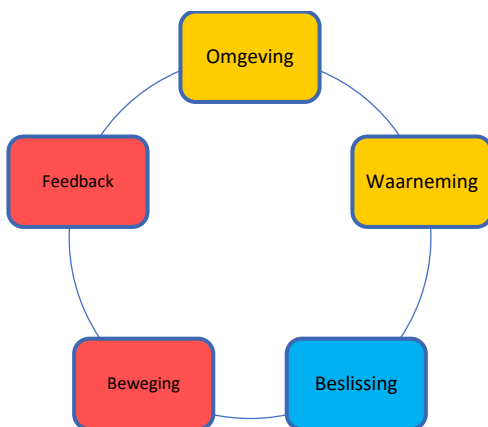 Omgeving
Waarneming
Beslissing
Beweging
Feedback